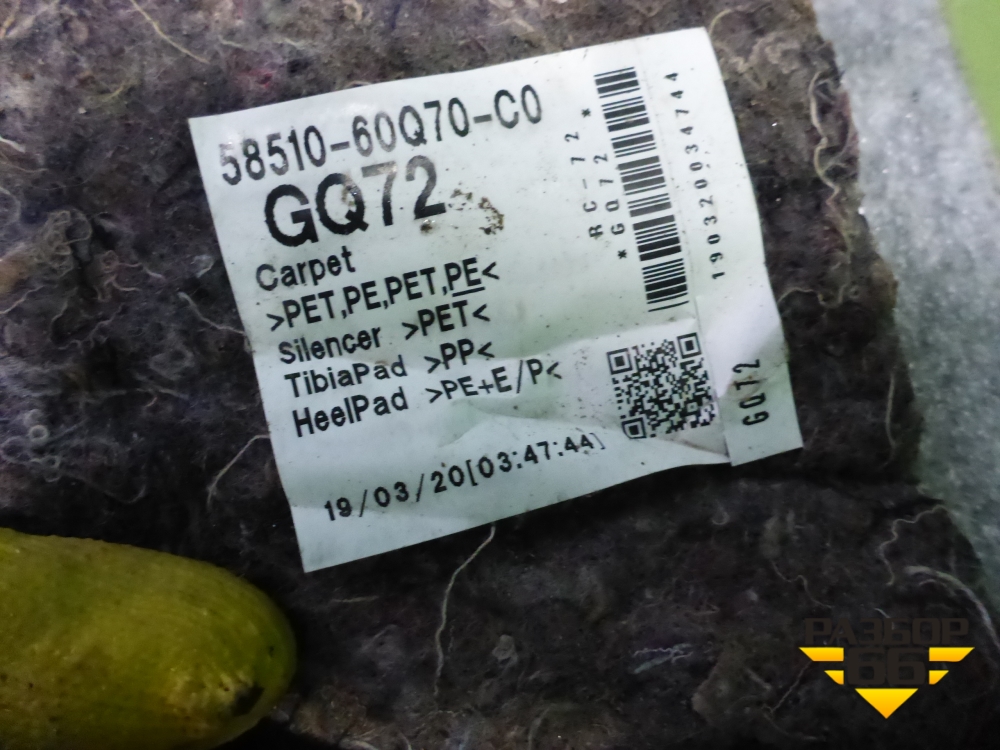 58510-60Q70-C0
GQ72
Carpet
>PET,PE,PET,PE<
Silencer >PET<
TibiaPad >PP<
HeelPad >PE+E/P<
19/03/20[03:47:44]
RC-72
*GQ72*
190320034744
GQ72
РАЗБОР
66